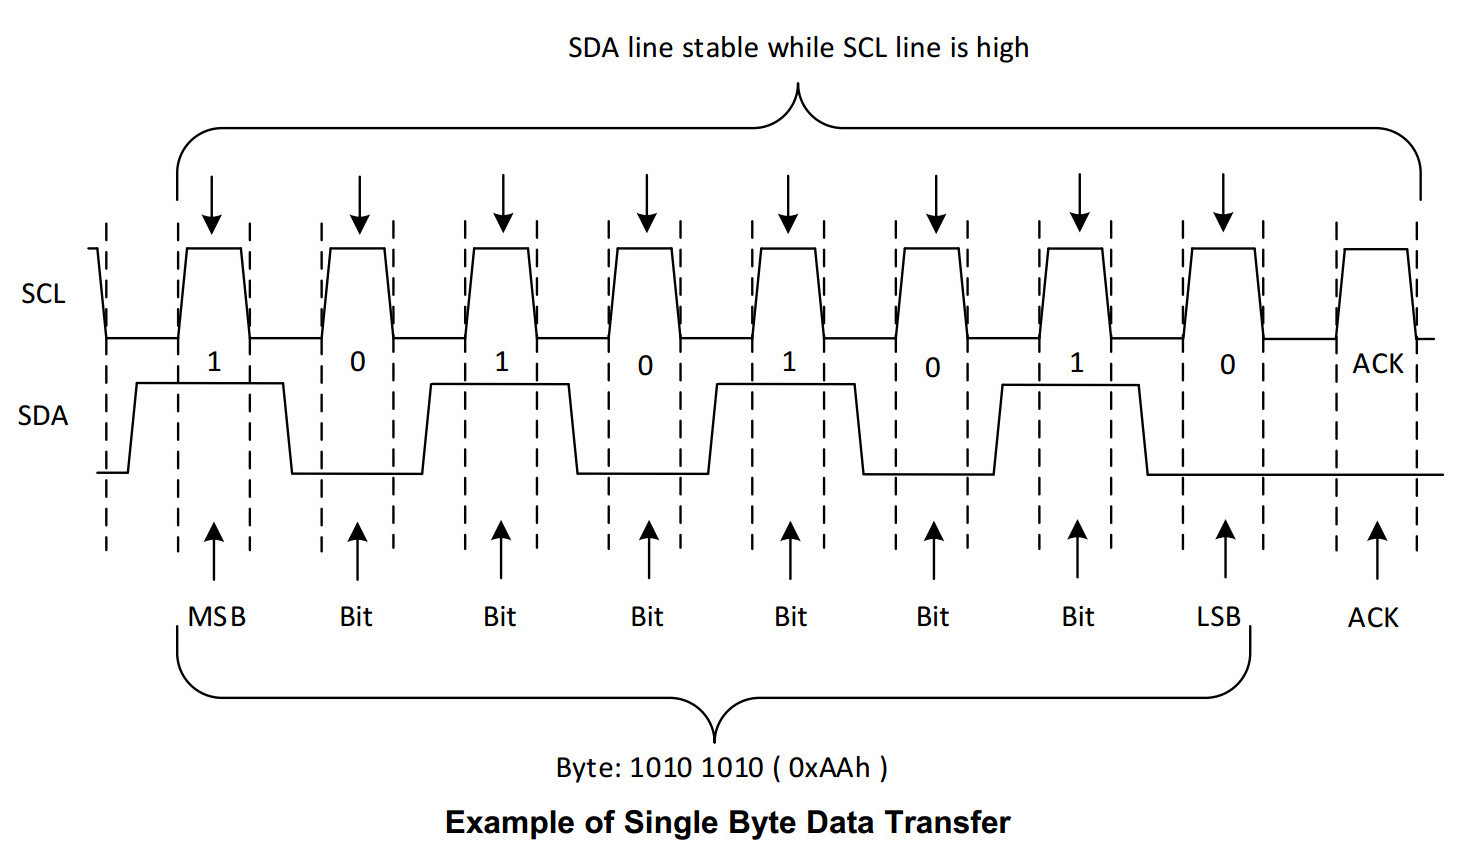 SDA line stable while SCL line is high
SCL
1 0 1 0 1 0 1 0 ACK
SDA
MSB Bit Bit Bit Bit Bit Bit LSB ACK
Byte: 1010 1010 ( 0xAAh )
Example of Single Byte Data Transfer